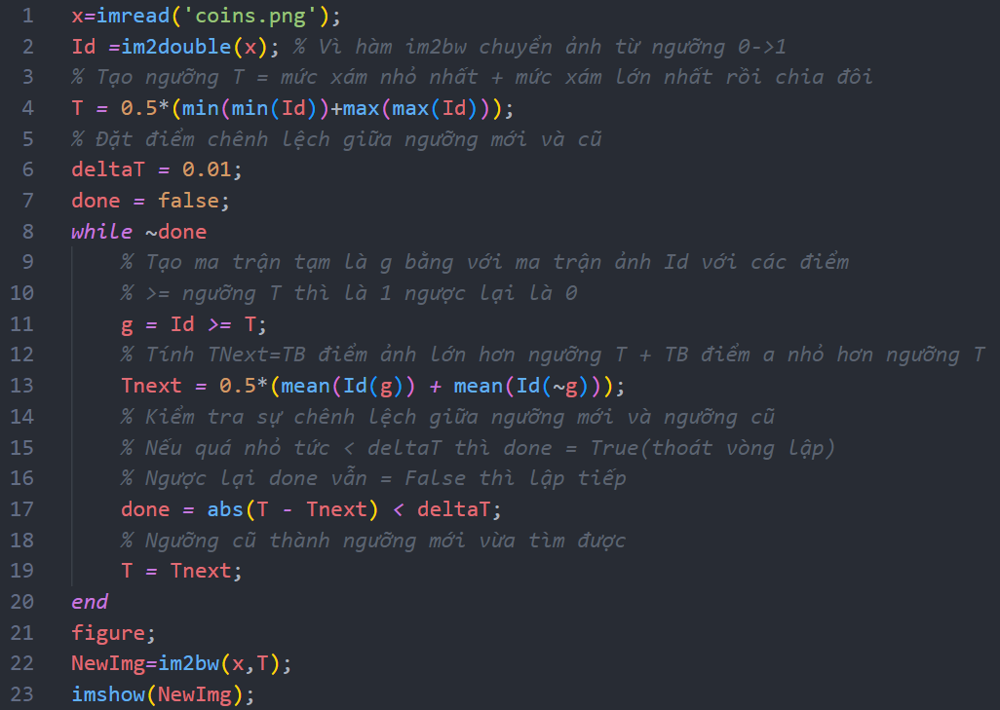 1 x=imread('coins.png');
2 Id =im2double(x); % Vì hàm im2bw chuyển ảnh từ ngưỡng 0->1
3 % Tạo ngưỡng T = mức xám nhỏ nhất + mức xám lớn nhất rồi chia đôi
4 T = 0.5*(min(min(Id))+max(max(Id)));
5 % Đặt điểm chênh lệch giữa ngưỡng mới và cũ
6 deltaT = 0.01;
7 done = false;
8 while ~done
9 % Tạo ma trận tạm là g bằng với ma trận ảnh Id với các điểm
10 % >= ngưỡng T thì là 1 ngược lại là 0
11 g = Id >= T;
12 % Tính TNext=TB điểm ảnh lớn hơn ngưỡng T + TB điểm a nhỏ hơn ngưỡng T
13 Tnext = 0.5*(mean(Id(g)) + mean(Id(~g)));
14 % Kiểm tra sự chênh lệch giữa ngưỡng mới và ngưỡng cũ
15 % Nếu quá nhỏ tức < deltaT thì done = True(thoát vòng lập)
16 % Ngược lại done vẫn = False thì lập tiếp
17 done = abs(T - Tnext) < deltaT;
18 % Ngưỡng cũ thành ngưỡng mới vừa tìm được
19 T = Tnext;
20 end
21 figure;
22 NewImg=im2bw(x,T);
23 imshow(NewImg);